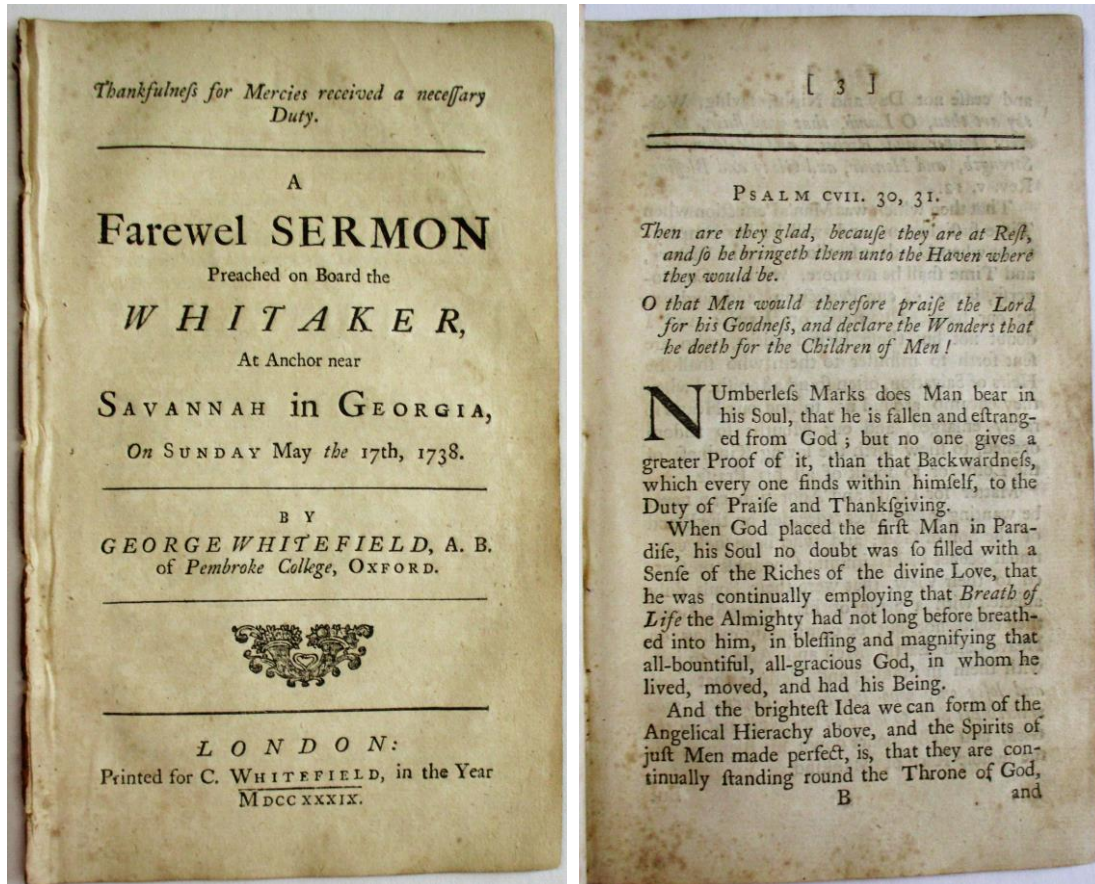 Thankfulneſs for Mercies received a neceſſary
Duty.
A
Farewel SERMON
Preached on Board the
WHITAKER,
At Anchor near
SAVANNAH in GEORGIA,
On SUNDAY May the 17th, 1738.
BY
GEORGE WHITEFIELD, A. B.
of Pembroke College, OXFORD.
LONDON:
Printed for C. WHITEFIELD, in the Year
MDCCXXXIX.
[ 3 ]
PSALM CVII. 30, 31.
Then are they glad, becauſe they are at Reſt,
and ſo he bringeth them unto the Haven where
they would be.
O that Men would therefore praiſe the Lord
for his Goodneſs, and declare the Wonders that
he doeth for the Children of Men !
NUmberleſs Marks does Man bear in
his Soul, that he is fallen and eſtrang-
ed from God ; but no one gives a
greater Proof of it, than that Backwardneſs,
which every one finds within himſelf, to the
Duty of Praiſe and Thankſgiving.
When God placed the firſt Man in Para-
diſe, his Soul no doubt was ſo filled with a
Senſe of the Riches of the divine Love, that
he was continually employing that Breath of
Life the Almighty had not long before breath-
ed into him, in bleſſing and magnifying that
all-bountiful, all-gracious God, in whom he
lived, moved, and had his Being.
And the brighteſt Idea we can form of the
Angelical Hierachy above, and the Spirits of
juſt Men made perfect, is, that they are con-
tinually ſtanding round the Throne of God,
B and